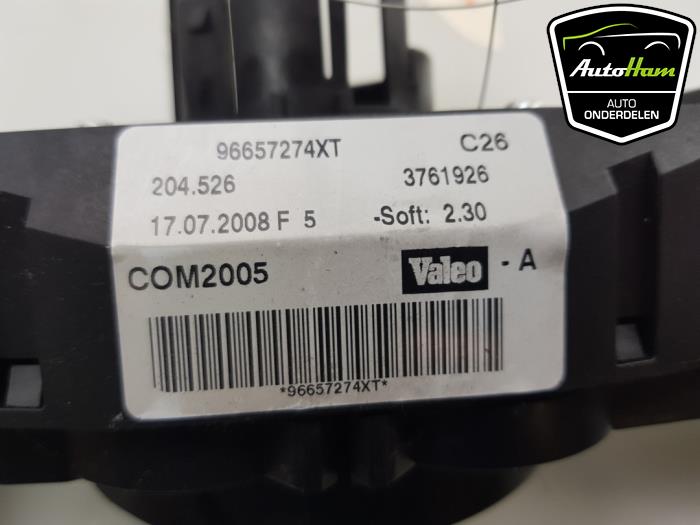 AutoHam
AUTO
ONDERDELEN
96657274XT C26
204.526 3761926
17.07.2008 F 5 -Soft: 2.30
COM2005 Valeo - A
*96657274XT*